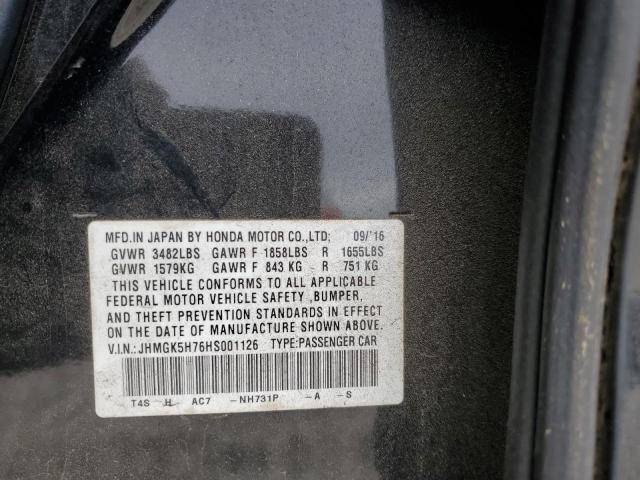 MFD.IN JAPAN BY HONDA MOTOR CO.,LTD; 09/'16
GVWR 3482LBS GAWR F 1858LBS R 1655LBS
GVWR 1579KG GAWR F 843 KG R 751 KG
THIS VEHICLE CONFORMS TO ALL APPLICABLE
FEDERAL MOTOR VEHICLE SAFETY ,BUMPER,
AND THEFT PREVENTION STANDARDS IN EFFECT
ON THE DATE OF MANUFACTURE SHOWN ABOVE.
V.I.N.:JHMGK5H76HS001126 TYPE:PASSENGER CAR
T4S H AC7 -NH731P -A -S